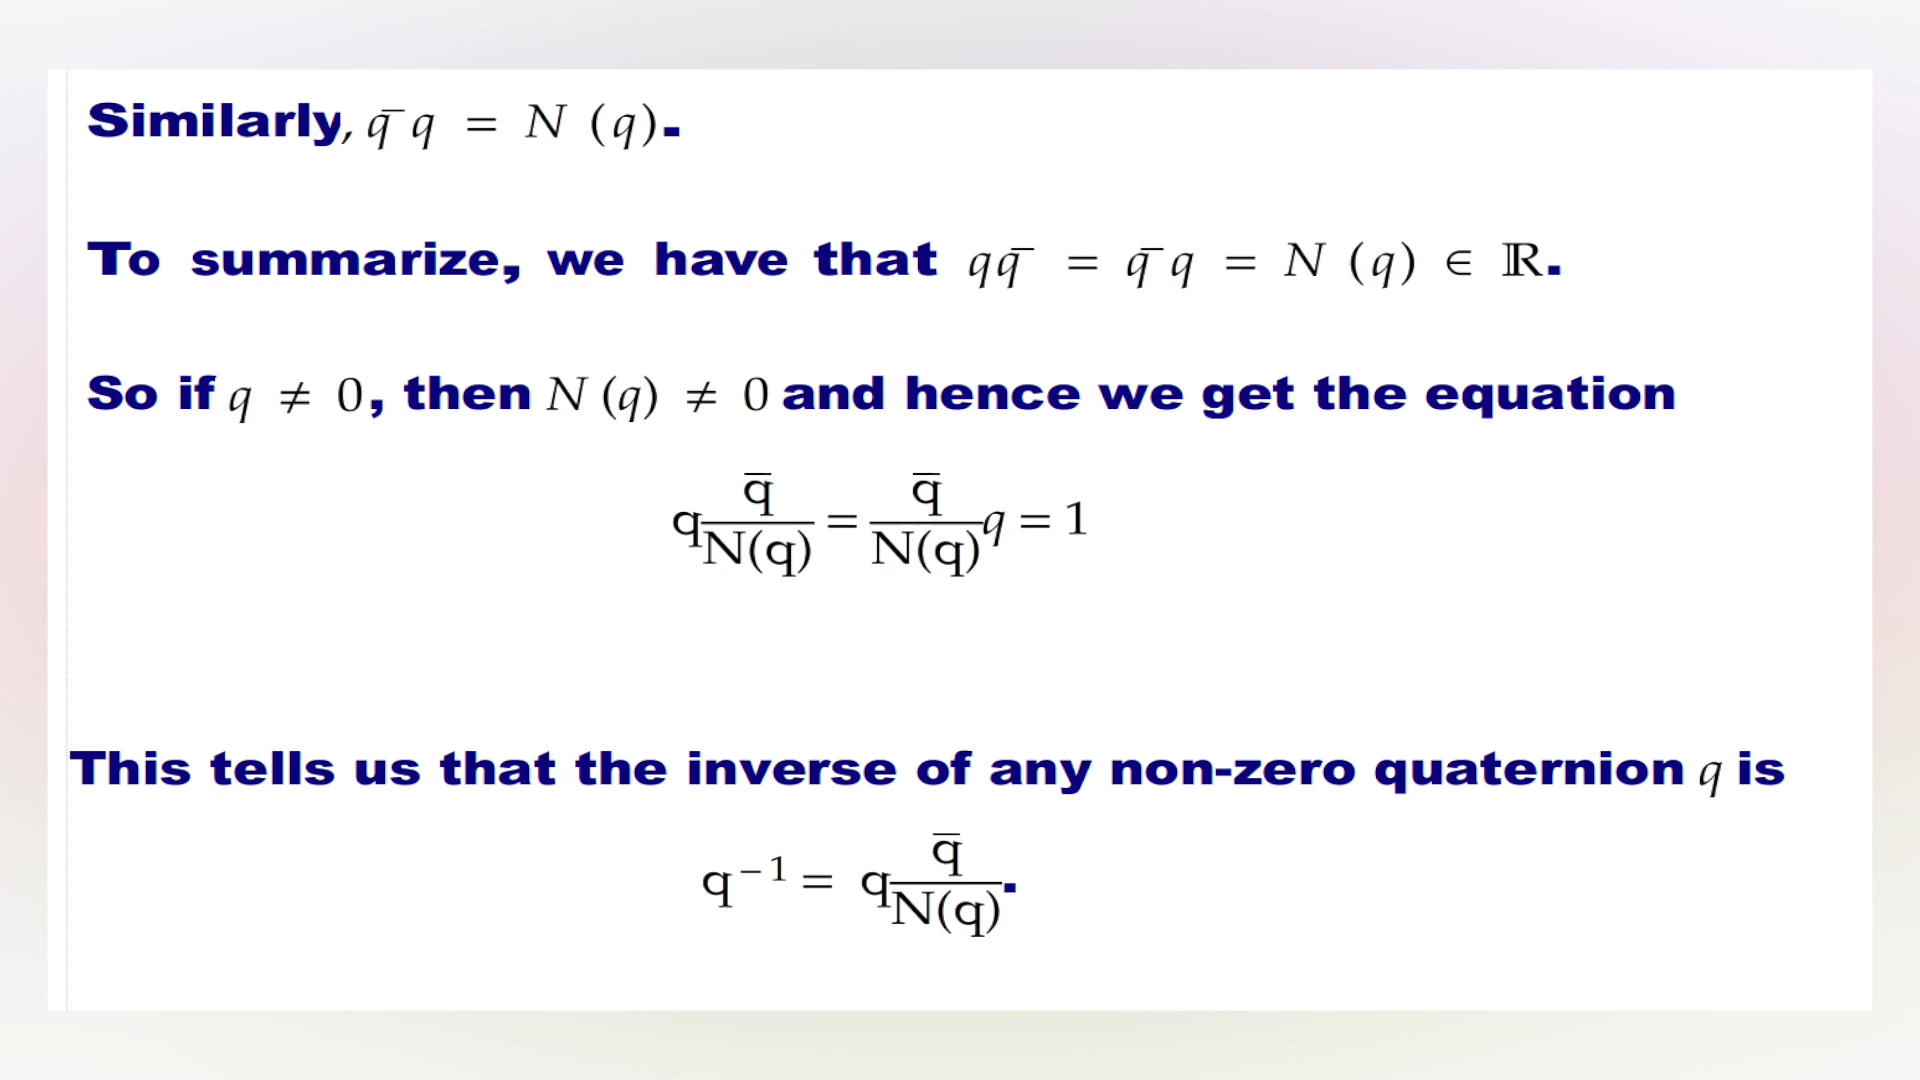 Similarly, q̄ q = N (q).
To summarize, we have that qq̄ = q̄ q = N (q) ∈ ℝ.
So if q ≠ 0, then N (q) ≠ 0 and hence we get the equation
q q̄/N(q) = q̄/N(q) q = 1
This tells us that the inverse of any non-zero quaternion q is
q⁻¹ = q q̄/N(q).